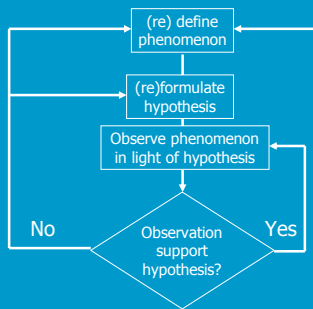 (re) define
phenomenon
(re)formulate
hypothesis
Observe phenomenon
in light of hypothesis
No
Yes
Observation
support
hypothesis?